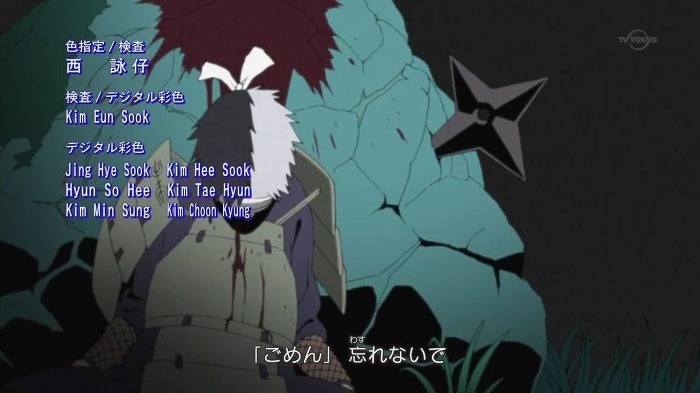 TV TOKYO
色指定/検査
西　詠仔
検査/デジタル彩色
Kim Eun Sook
デジタル彩色
Jing Hye Sook　Kim Hee Sook
Hyun So Hee　Kim Tae Hyun
Kim Min Sung　Kim Choon Kyung
わす
「ごめん」 忘れないで